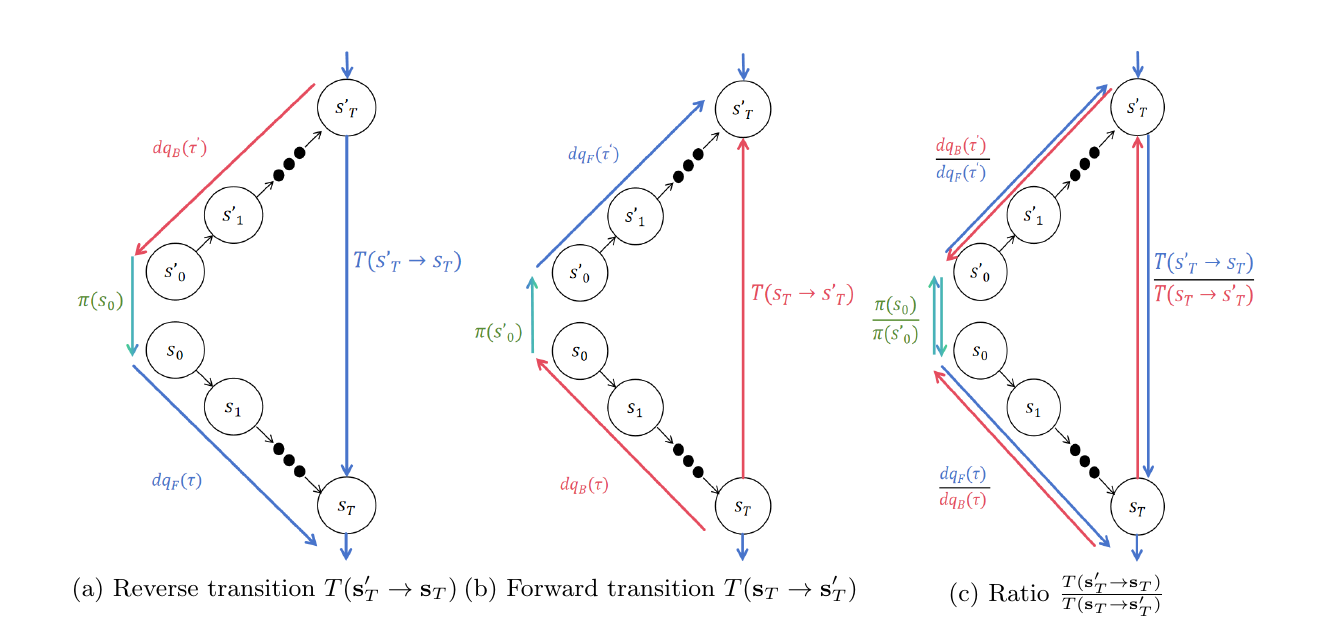 s'_T
dq_B(τ')
s'_1
s'_0
T(s'_T → s_T)
π(s_0)
s_0
s_1
dq_F(τ)
s_T
(a) Reverse transition T(s′_T → s_T)
s'_T
dq_F(τ')
s'_1
s'_0
T(s_T → s'_T)
π(s'_0)
s_0
s_1
dq_B(τ)
s_T
(b) Forward transition T(s_T → s′_T)
s'_T
dq_B(τ')
dq_F(τ')
s'_1
s'_0
T(s'_T → s_T)
T(s_T → s'_T)
π(s_0)
π(s'_0)
s_0
s_1
dq_F(τ)
dq_B(τ)
s_T
(c) Ratio T(s′_T→s_T) / T(s_T→s′_T)